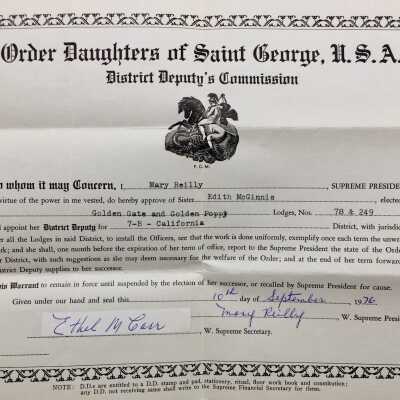 Order Daughters of Saint George, U.S.A.
District Deputy's Commission
F.C.M.
o whom it may Concern, I Mary Reilly, SUPREME PRESIDE
virtue of the power in me vested, do hereby approve of Sister Edith McGinnis, elected
Golden Gate and Golden Poppy Lodges, Nos. 78 & 249
appoint her District Deputy for 7-B - California District, with jurisdic
er all the Lodges in said District, to install the Officers, see that the work is done uniformly, exemplify once each term the unwr
rk; and she shall, one month before the expiration of her term of office, report to the Supreme President the state of the Orde
r District, with such suggestions as she may deem necessary for the welfare of the Order; and at the end of her term forward
trict Deputy supplies to her successor.
is Warrant to remain in force until suspended by the election of her successor, or recalled by Supreme President for cause.
Given under our hand and seal this 10th day of September 1976
Mary Reilly W. Supreme Presi
Ethel M Carr W. Supreme Secretary.
NOTE: D.D.s are entitled to a D.D. stamp and pad, stationery, ritual, floor work book and constitution;
any D.D. not receiving same shall write to the Supreme Financial Secretary for them.